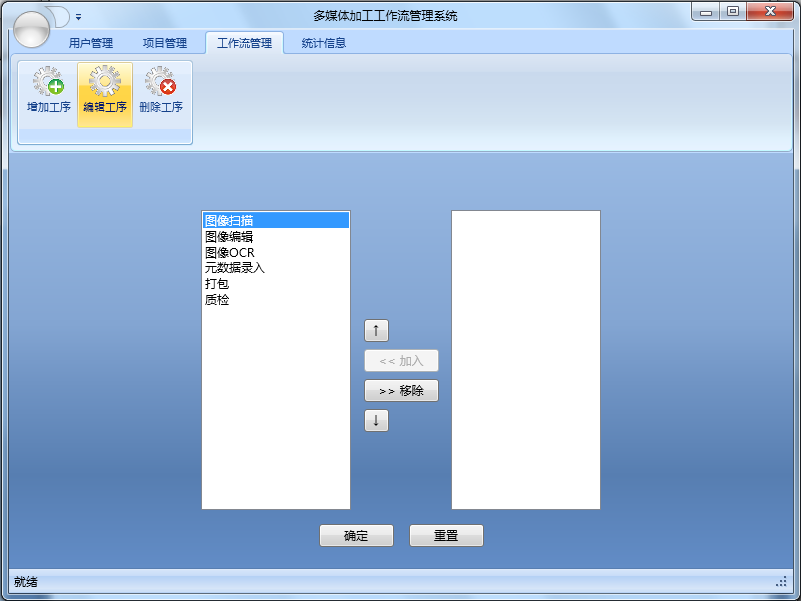 多媒体加工工作流管理系统
用户管理 项目管理 工作流管理 统计信息
增加工序 编辑工序 删除工序
图像扫描
图像编辑
图像OCR
元数据录入
打包
质检
↑
<< 加入
>> 移除
↓
确定 重置
就绪